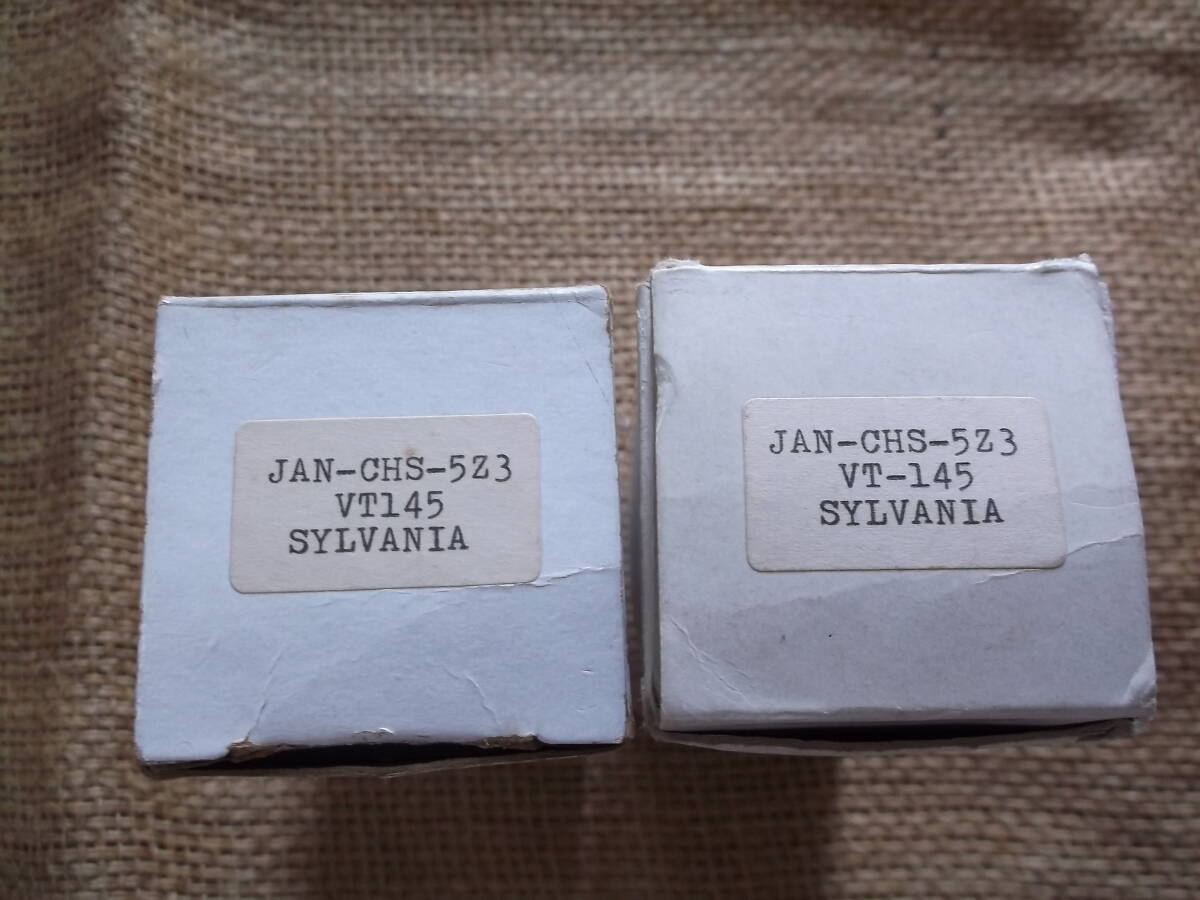 JAN-CHS-5Z3
VT145
SYLVANIA
JAN-CHS-5Z3
VT-145
SYLVANIA